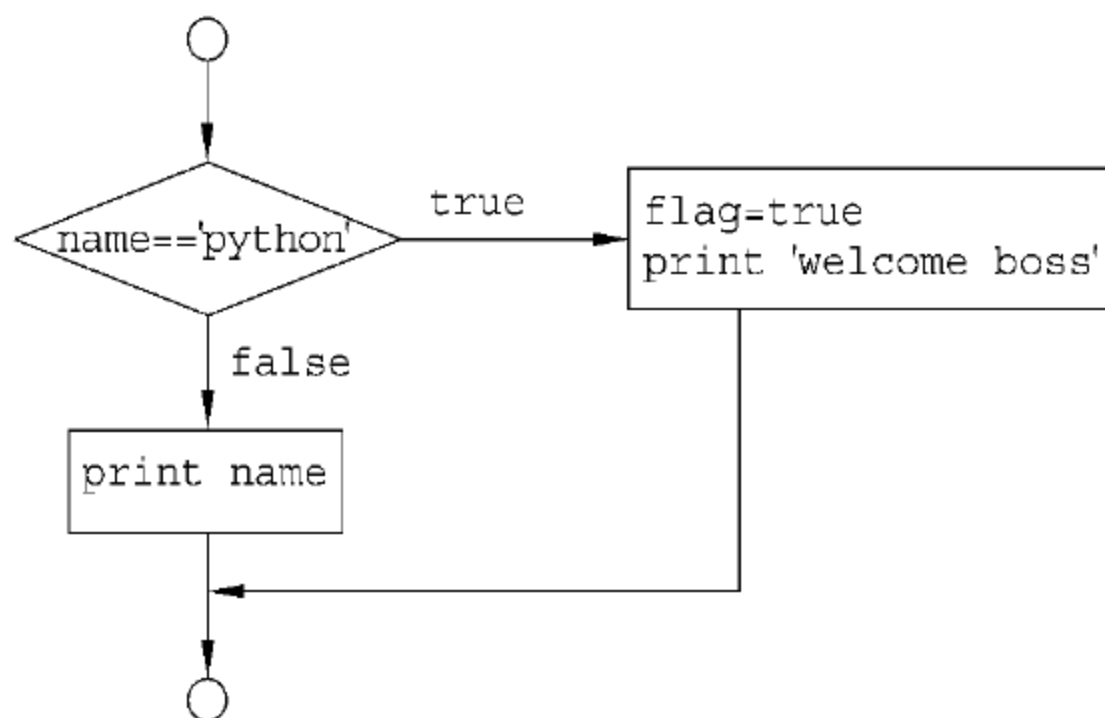 name=='python'
true
flag=true
print 'welcome boss'
false
print name